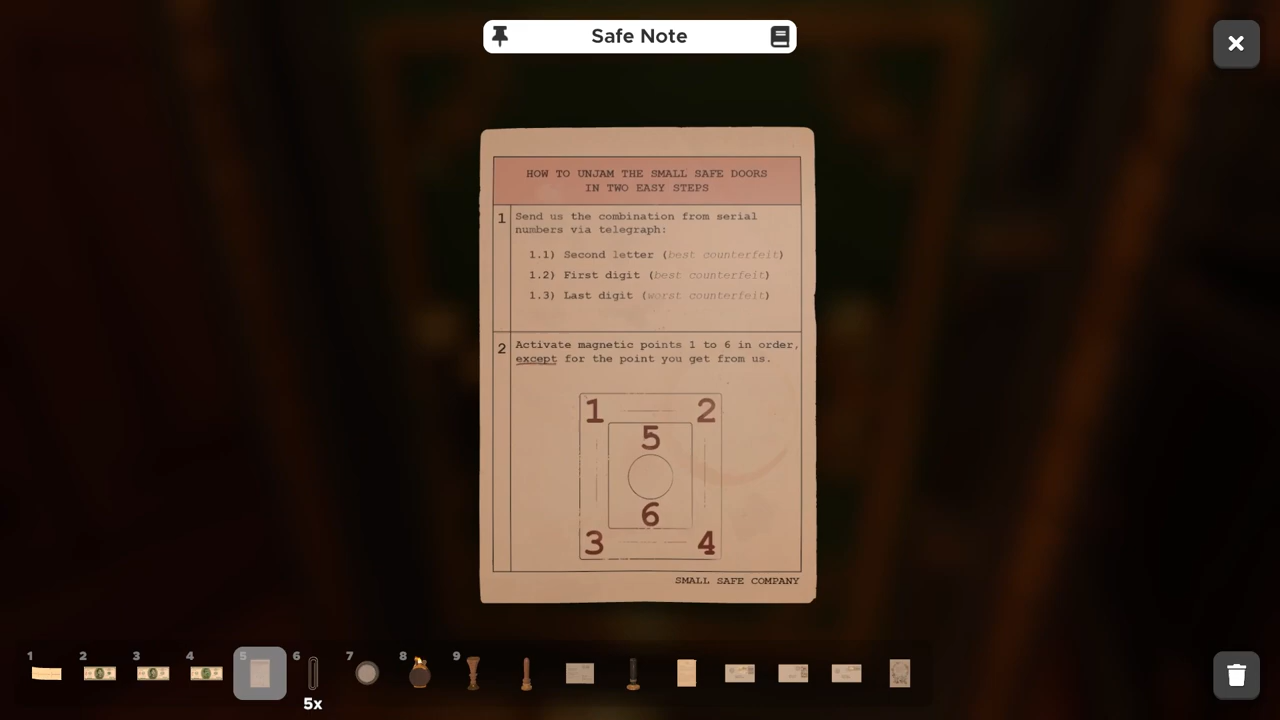 Safe Note
HOW TO UNJAM THE SMALL SAFE DOORS
IN TWO EASY STEPS
1
Send us the combination from serial
numbers via telegraph:
1.1) Second letter (best counterfeit)
1.2) First digit (best counterfeit)
1.3) Last digit (worst counterfeit)
2
Activate magnetic points 1 to 6 in order,
except for the point you get from us.
1 2
5
6
3 4
SMALL SAFE COMPANY
1 2 3 4 5 6 7 8 9
5x